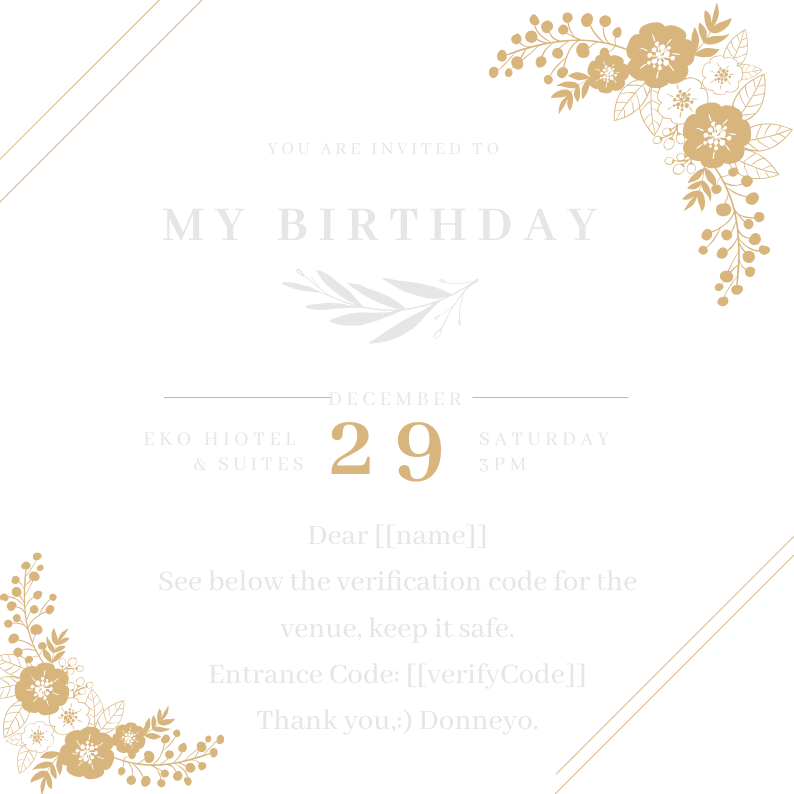 YOU ARE INVITED TO
MY BIRTHDAY
DECEMBER
EKO HIOTEL
& SUITES
29
SATURDAY
3PM
Dear [[name]]
See below the verification code for the
venue, keep it safe.
Entrance Code: [[verifyCode]]
Thank you,:) Donneyo.